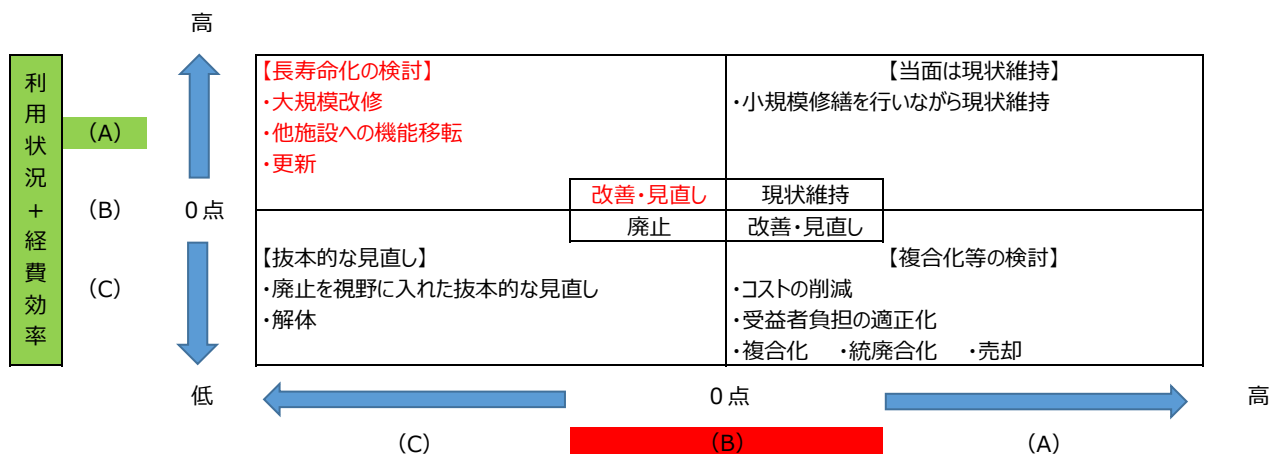 高
利用状況+経費効率
(A)
(B)
(C)
0点
【長寿命化の検討】
・大規模改修
・他施設への機能移転
・更新
【当面は現状維持】
・小規模修繕を行いながら現状維持
改善・見直し
現状維持
廃止
改善・見直し
【抜本的な見直し】
・廃止を視野に入れた抜本的な見直し
・解体
【複合化等の検討】
・コストの削減
・受益者負担の適正化
・複合化 ・統廃合化 ・売却
低
0点
高
(C)
(B)
(A)